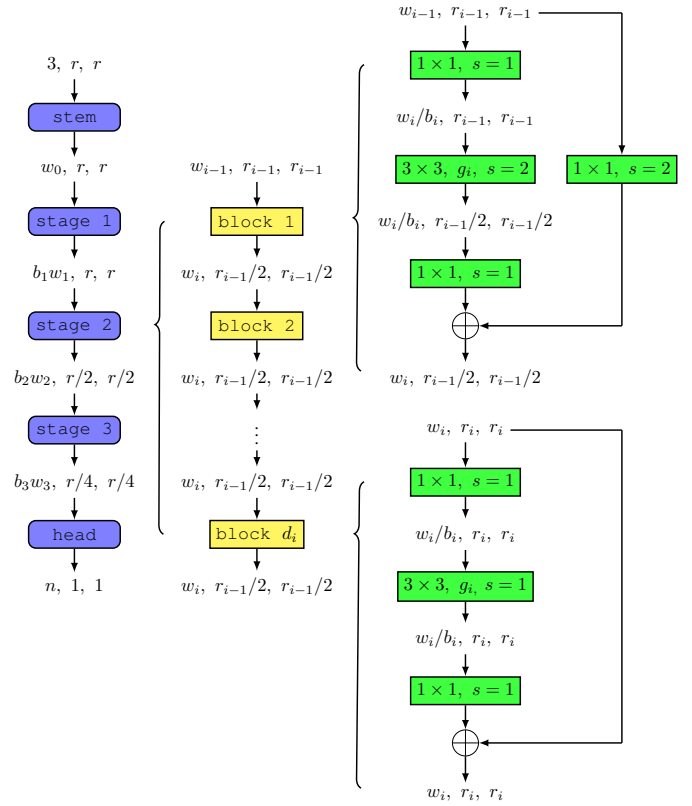 3, r, r
stem
w_0, r, r
stage 1
b_1w_1, r, r
stage 2
b_2w_2, r/2, r/2
stage 3
b_3w_3, r/4, r/4
head
n, 1, 1
w_{i−1}, r_{i−1}, r_{i−1}
block 1
w_i, r_{i−1}/2, r_{i−1}/2
block 2
w_i, r_{i−1}/2, r_{i−1}/2
⋮
w_i, r_{i−1}/2, r_{i−1}/2
block d_i
w_i, r_{i−1}/2, r_{i−1}/2
w_{i−1}, r_{i−1}, r_{i−1}
1 × 1, s = 1
w_i/b_i, r_{i−1}, r_{i−1}
3 × 3, g_i, s = 2
1 × 1, s = 2
w_i/b_i, r_{i−1}/2, r_{i−1}/2
1 × 1, s = 1
w_i, r_{i−1}/2, r_{i−1}/2
w_i, r_i, r_i
1 × 1, s = 1
w_i/b_i, r_i, r_i
3 × 3, g_i, s = 1
w_i/b_i, r_i, r_i
1 × 1, s = 1
w_i, r_i, r_i